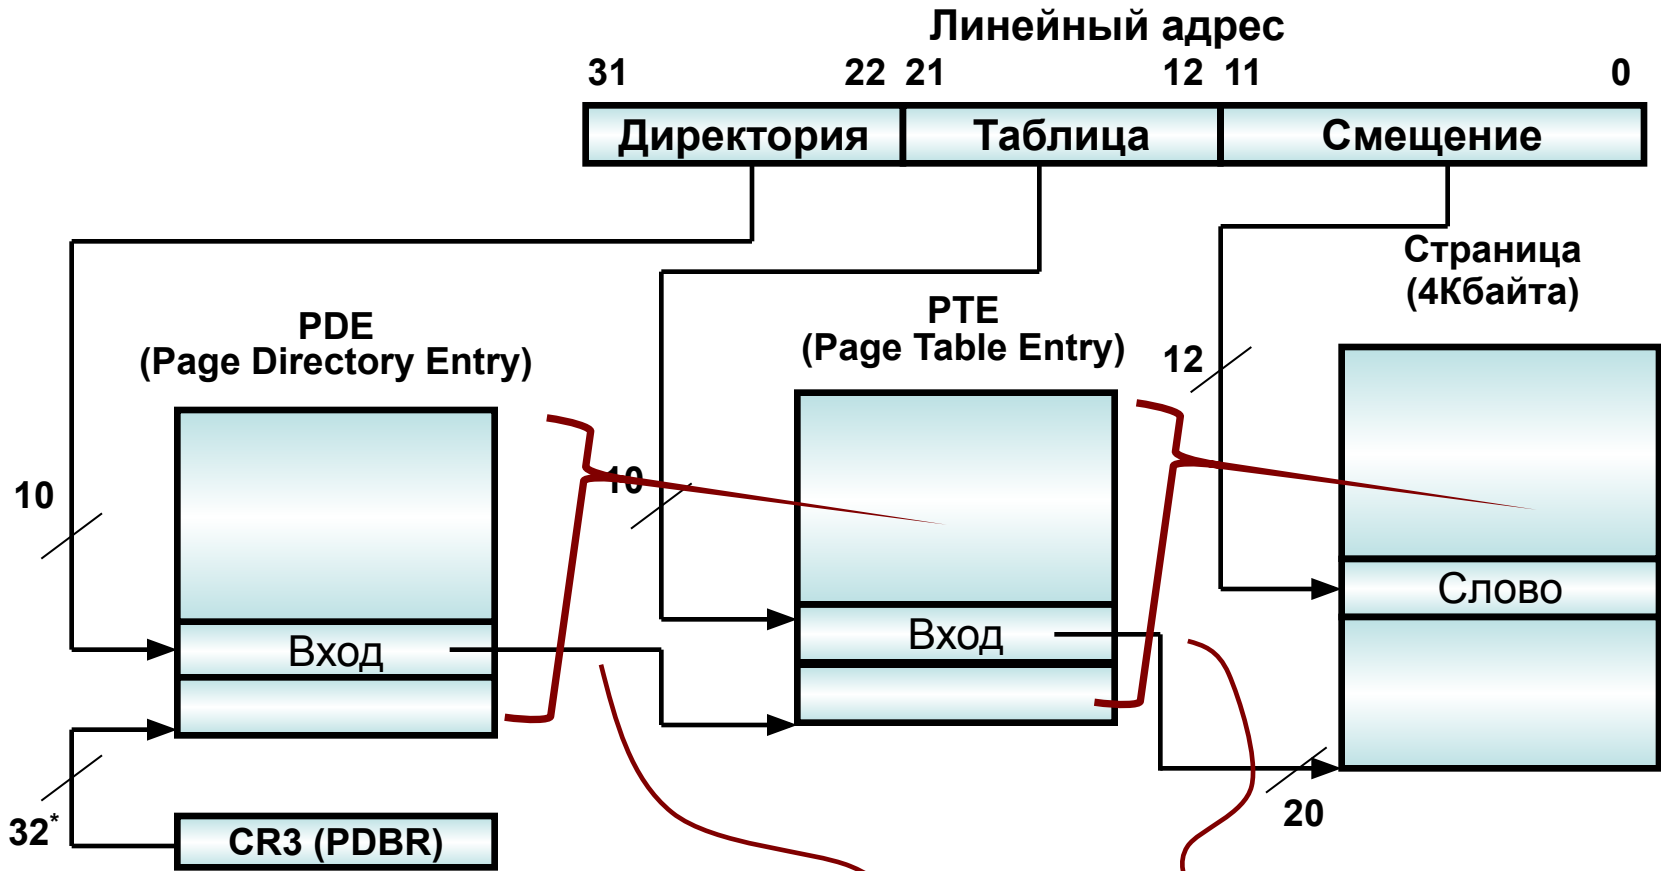 Линейный адрес
31 22 21 12 11 0
Директория Таблица Смещение
Страница
(4Кбайта)
PDE
(Page Directory Entry)
PTE
(Page Table Entry)
12
10
10
Вход
Вход
Слово
32*
CR3 (PDBR)
20